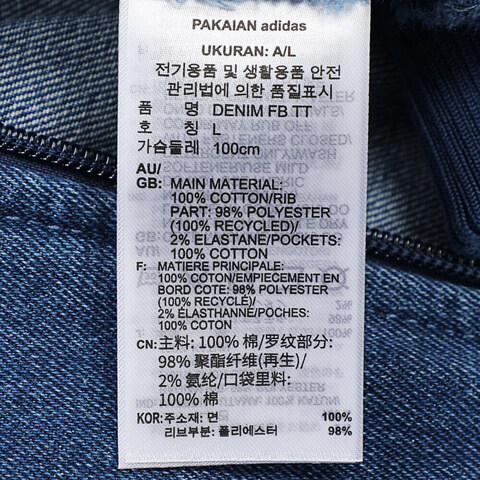 PAKAIAN adidas
UKURAN: A/L
전기용품 및 생활용품 안전
관리법에 의한 품질표시
품 명 DENIM FB TT
호 칭 L
가슴둘레 100cm
AU/
GB: MAIN MATERIAL:
100% COTTON/RIB
PART: 98% POLYESTER
(100% RECYCLED)/
2% ELASTANE/POCKETS:
100% COTTON
F: MATIERE PRINCIPALE:
100% COTON/EMPIECEMENT EN
BORD COTE: 98% POLYESTER
(100% RECYCLE)/
2% ÉLASTHANNE/POCHES:
100% COTON
CN: 主料: 100% 棉/罗纹部分:
98% 聚酯纤维(再生)/
2% 氨纶/口袋里料:
100% 棉
KOR: 주소재: 면 100%
리브부분: 폴리에스터 98%